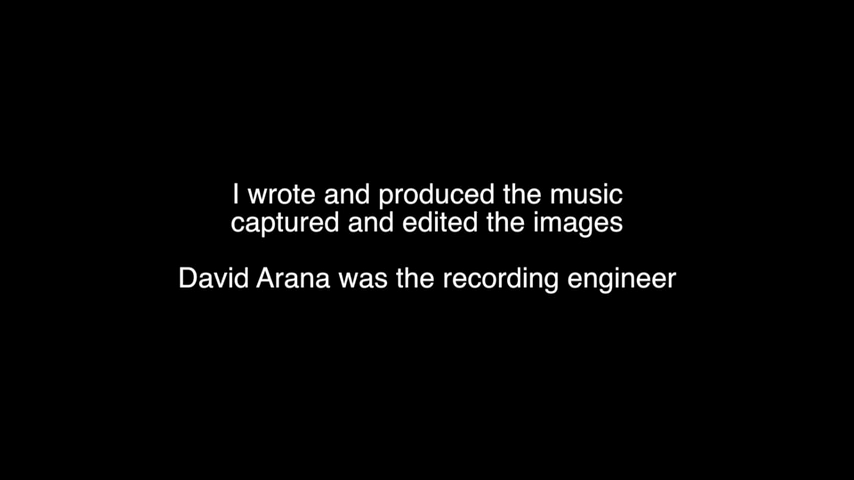 I wrote and produced the music
captured and edited the images
David Arana was the recording engineer